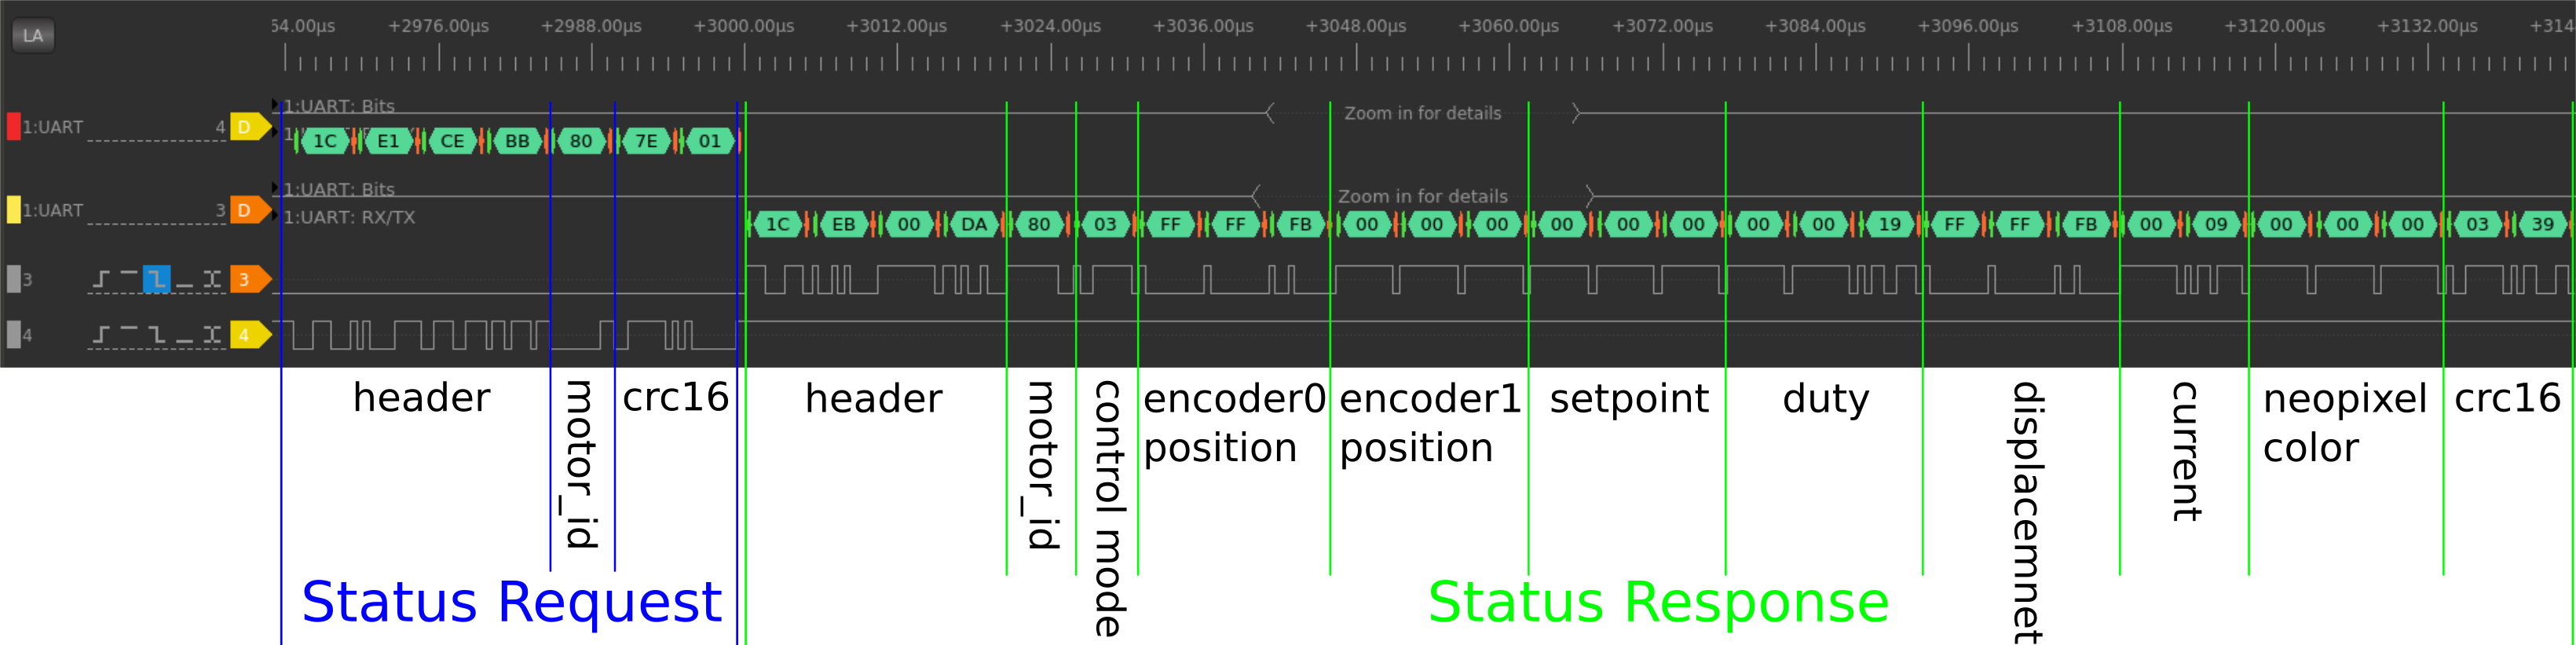 LA
54.00µs +2976.00µs +2988.00µs +3000.00µs +3012.00µs +3024.00µs +3036.00µs +3048.00µs +3060.00µs +3072.00µs +3084.00µs +3096.00µs +3108.00µs +3120.00µs +3132.00µs +314
1:UART: Bits Zoom in for details
1:UART 4 D
1C E1 CE BB 80 7E 01
1:UART: Bits Zoom in for details
1:UART 3 D
1:UART: RX/TX 1C EB 00 DA 80 03 FF FF FB 00 00 00 00 00 00 00 00 19 FF FF FB 00 09 00 00 00 03 39
3 3
4 4
header
motor_id
crc16
header
motor_id
control mode
encoder0
position
encoder1
position
setpoint
duty
displacemnet
current
neopixel
color
crc16
Status Request
Status Response